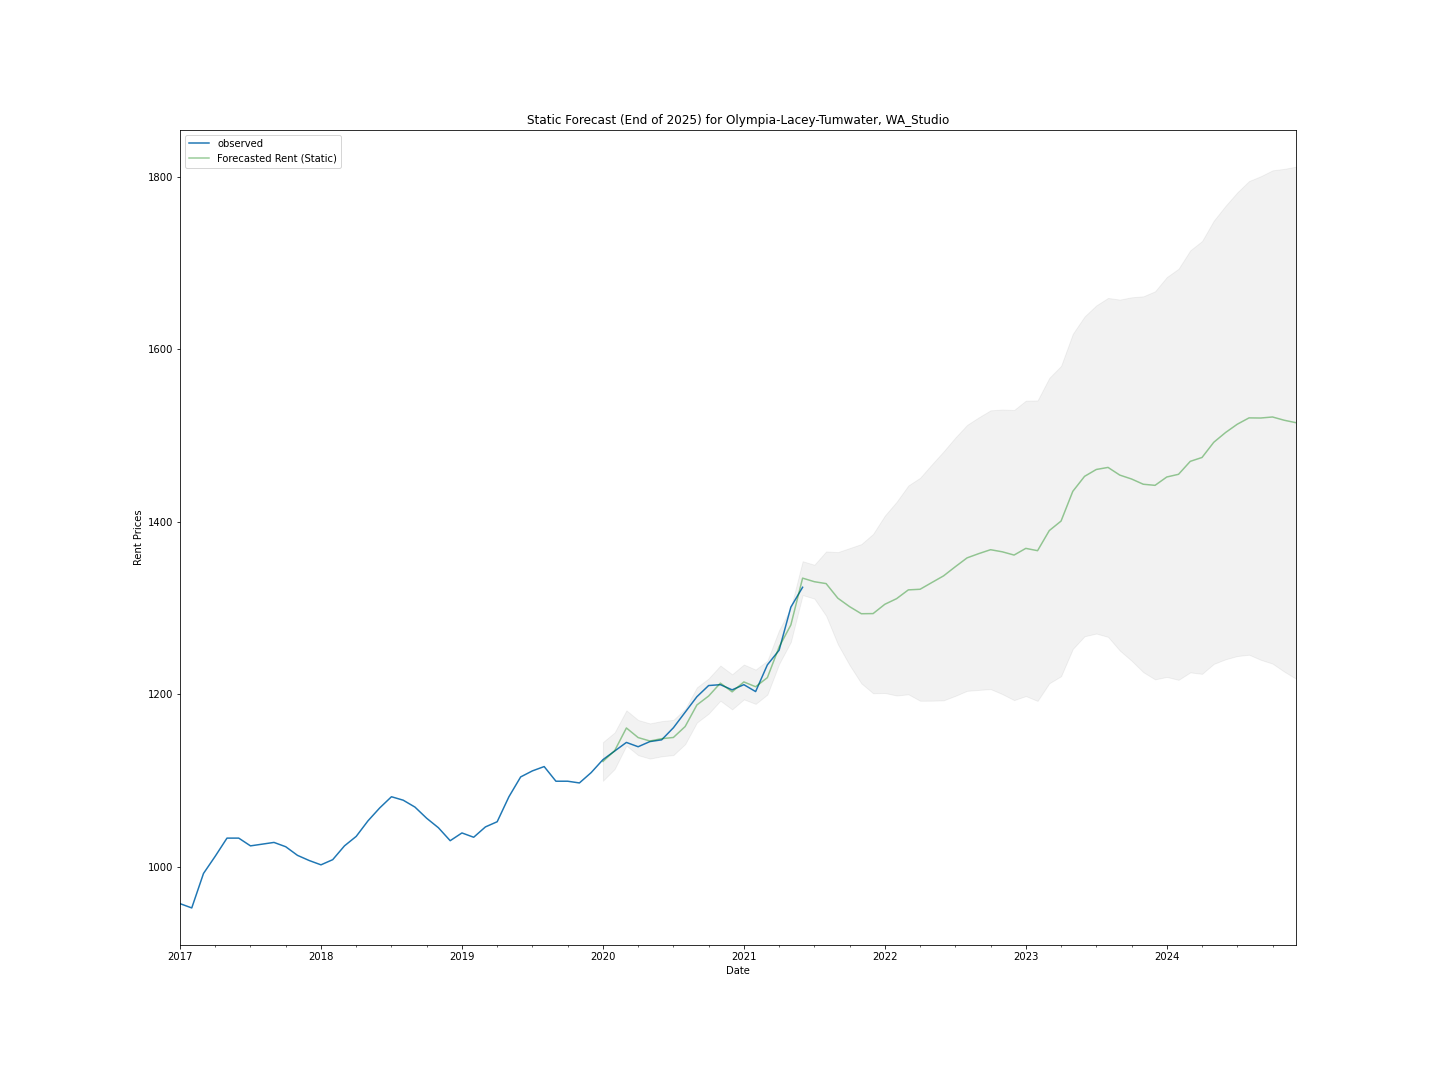 Static Forecast (End of 2025) for Olympia-Lacey-Tumwater, WA_Studio
observed
Forecasted Rent (Static)
1800
1600
1400
1200
1000
Rent Prices
2017 2018 2019 2020 2021 2022 2023 2024
Date